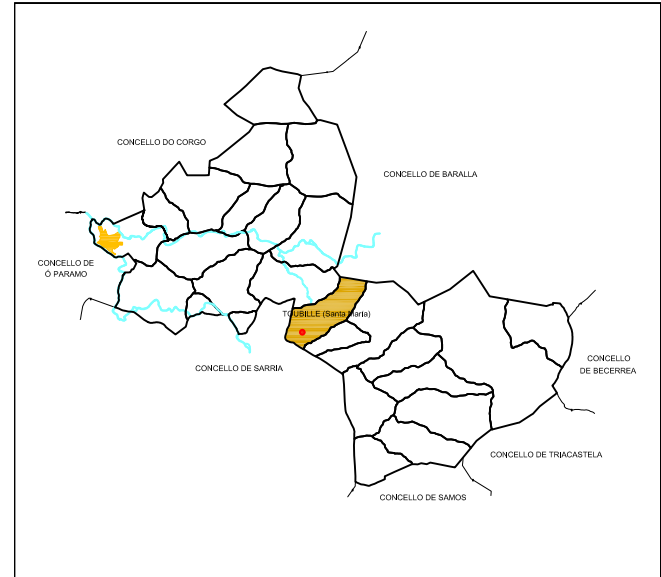 CONCELLO DO CORGO
CONCELLO DE BARALLA
CONCELLO DE
Ó PARAMO
TOUBILLE (Santa María)
CONCELLO DE SARRIA
CONCELLO
DE BECERREA
CONCELLO DE TRIACASTELA
CONCELLO DE SAMOS